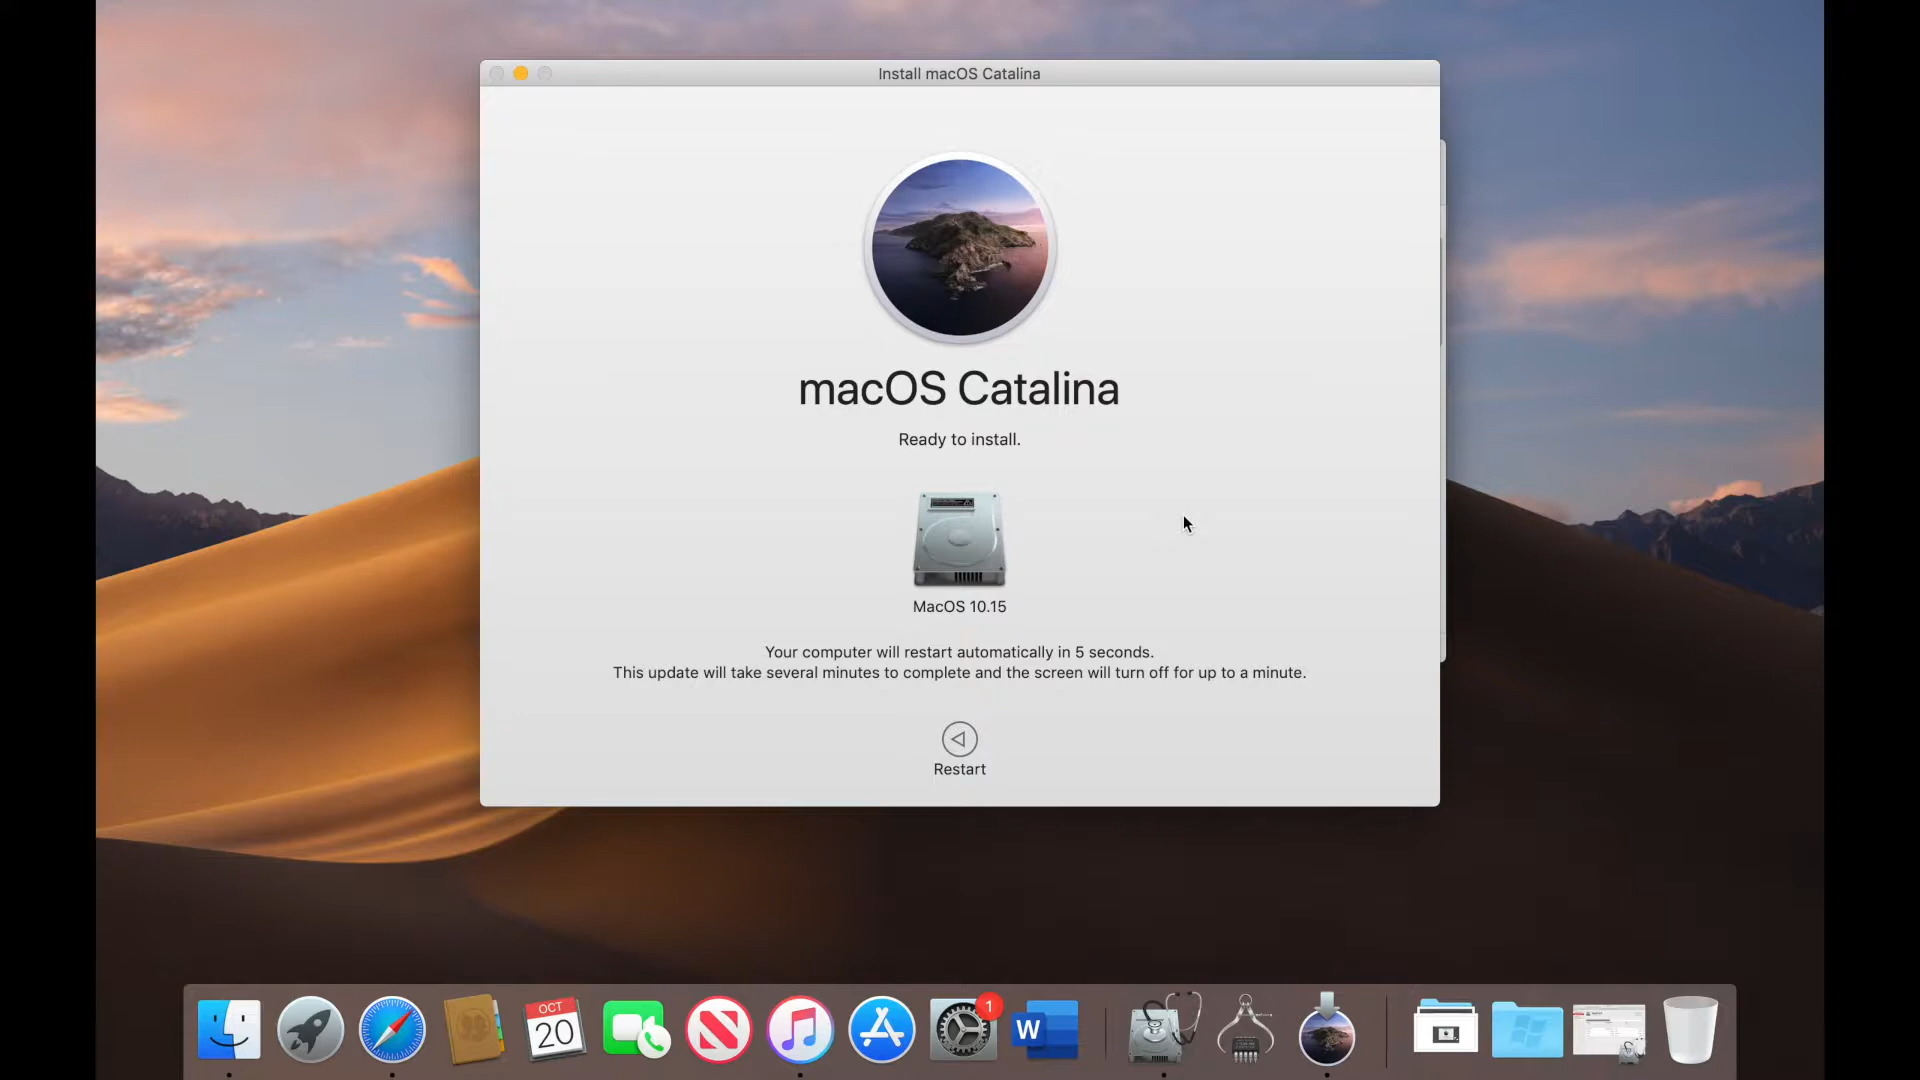 Install macOS Catalina
macOS Catalina
Ready to install.
MacOS 10.15
Your computer will restart automatically in 5 seconds.
This update will take several minutes to complete and the screen will turn off for up to a minute.
Restart
OCT
20
1
W